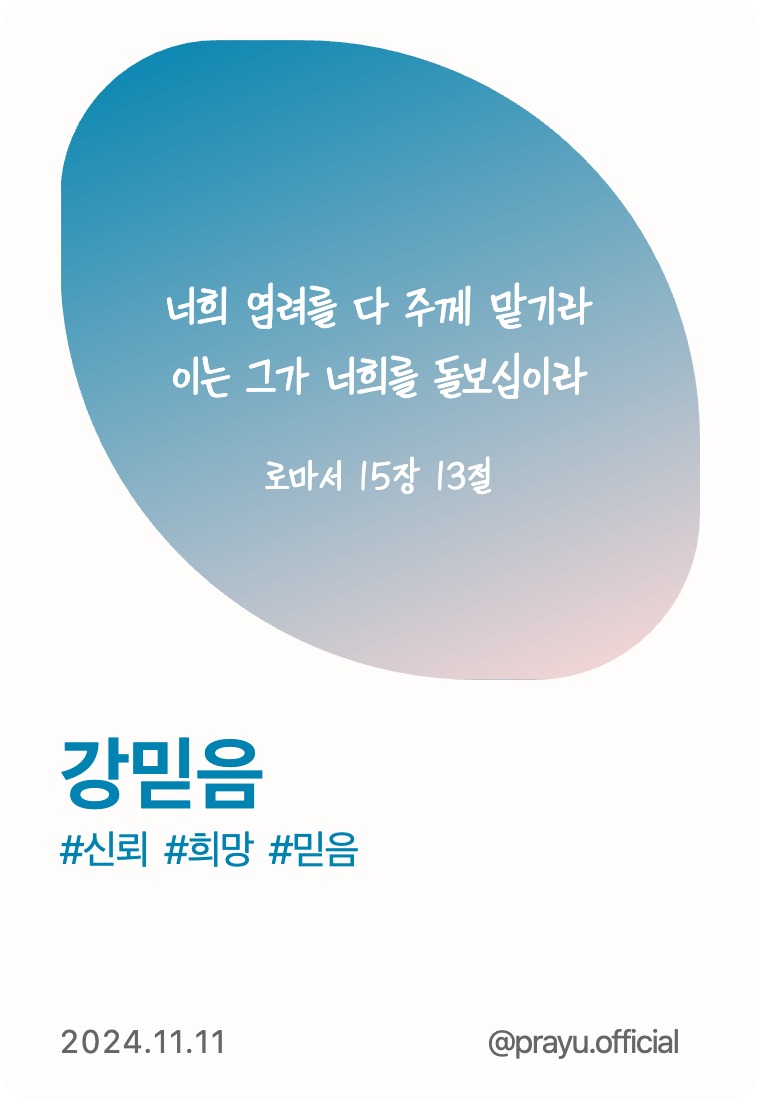 너희 염려를 다 주께 맡기라
이는 그가 너희를 돌보십이라
로마서 15장 13절
강믿음
#신뢰 #희망 #믿음
2024.11.11
@prayu.official